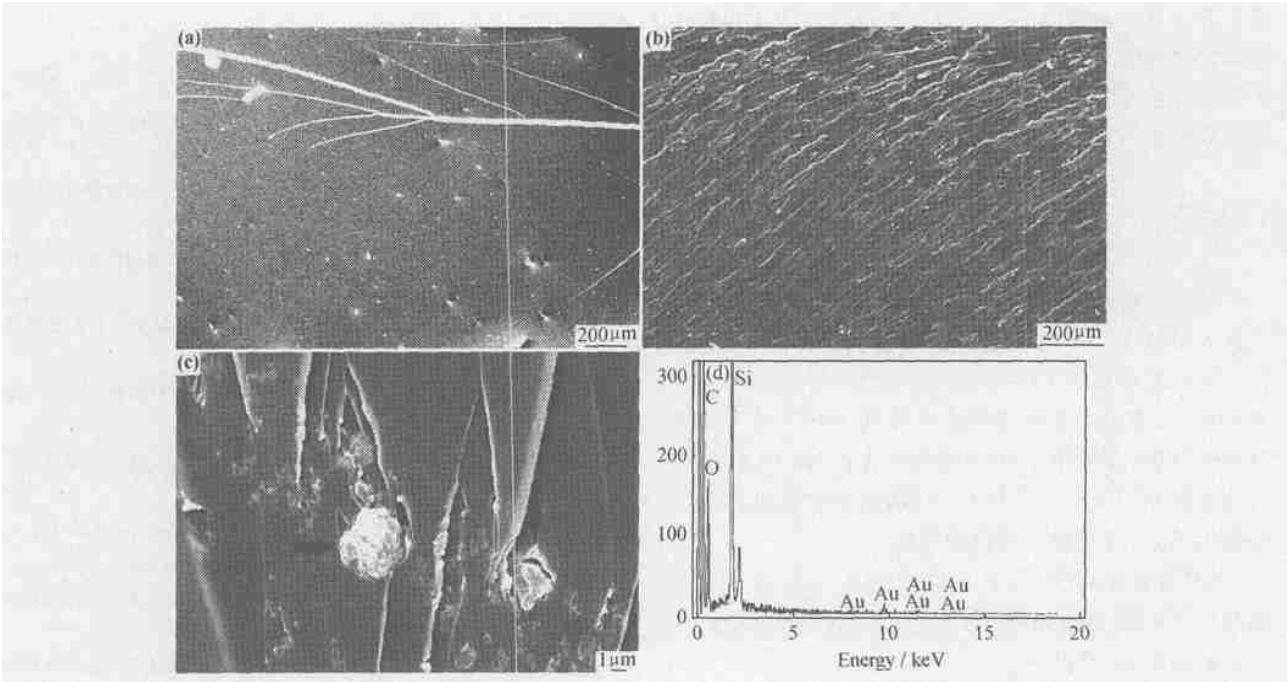 (a)
200μm
(b)
200μm
(c)
1μm
300
200
100
0
(d)
Si
C
O
Au Au Au Au
Au Au
0 5 10 15 20
Energy / keV